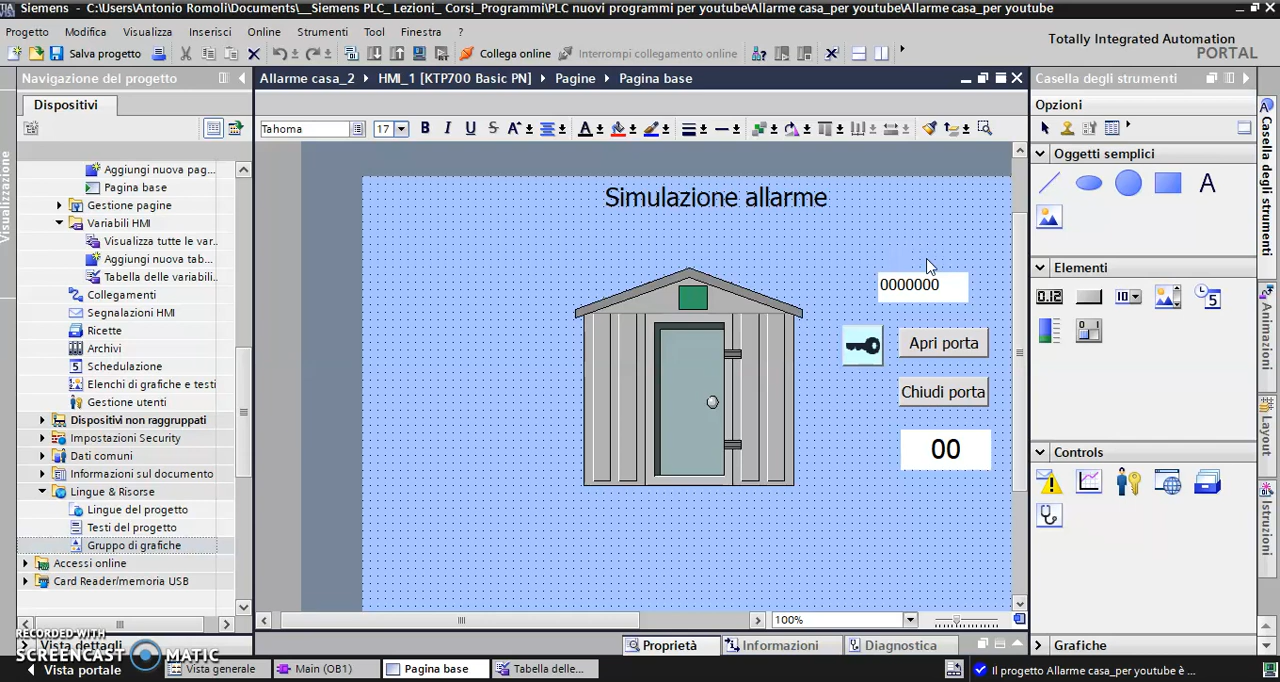 Siemens - C:\Users\Antonio Romoli\Documents\__Siemens PLC_ Lezioni_ Corsi_Programmi\PLC nuovi programmi per youtube\Allarme casa_per youtube\Allarme casa_per youtube
Progetto Modifica Visualizza Inserisci Online Strumenti Tool Finestra ?
Totally Integrated Automation
PORTAL
Salva progetto Collega online Interrompi collegamento online
Navigazione del progetto
Allarme casa_2 HMI_1 [KTP700 Basic PN] Pagine Pagina base
Casella degli strumenti
Dispositivi
Opzioni
Tahoma 17 B I U S A A
Visualizzazione
Aggiungi nuova pag...
Pagina base
Gestione pagine
Variabili HMI
Visualizza tutte le var...
Aggiungi nuova tab...
Tabella delle variabili...
Collegamenti
Segnalazioni HMI
Ricette
Archivi
Schedulazione
Elenchi di grafiche e testi
Gestione utenti
Dispositivi non raggruppati
Impostazioni Security
Dati comuni
Informazioni sul documento
Lingue & Risorse
Lingue del progetto
Testi del progetto
Gruppo di grafiche
Accessi online
Card Reader/memoria USB
Vista dettagli
Simulazione allarme
0000000
Apri porta
Chiudi porta
00
100%
Oggetti semplici
A
Elementi
0.12 10 5
Controls
Grafiche
Casella degli strumenti
Animazioni
Layout
Istruzioni
Proprietà Informazioni Diagnostica
RECORDED WITH
SCREENCAST MATIC
Vista portale Vista generale Main (OB1) Pagina base Tabella delle... Il progetto Allarme casa_per youtube è ...